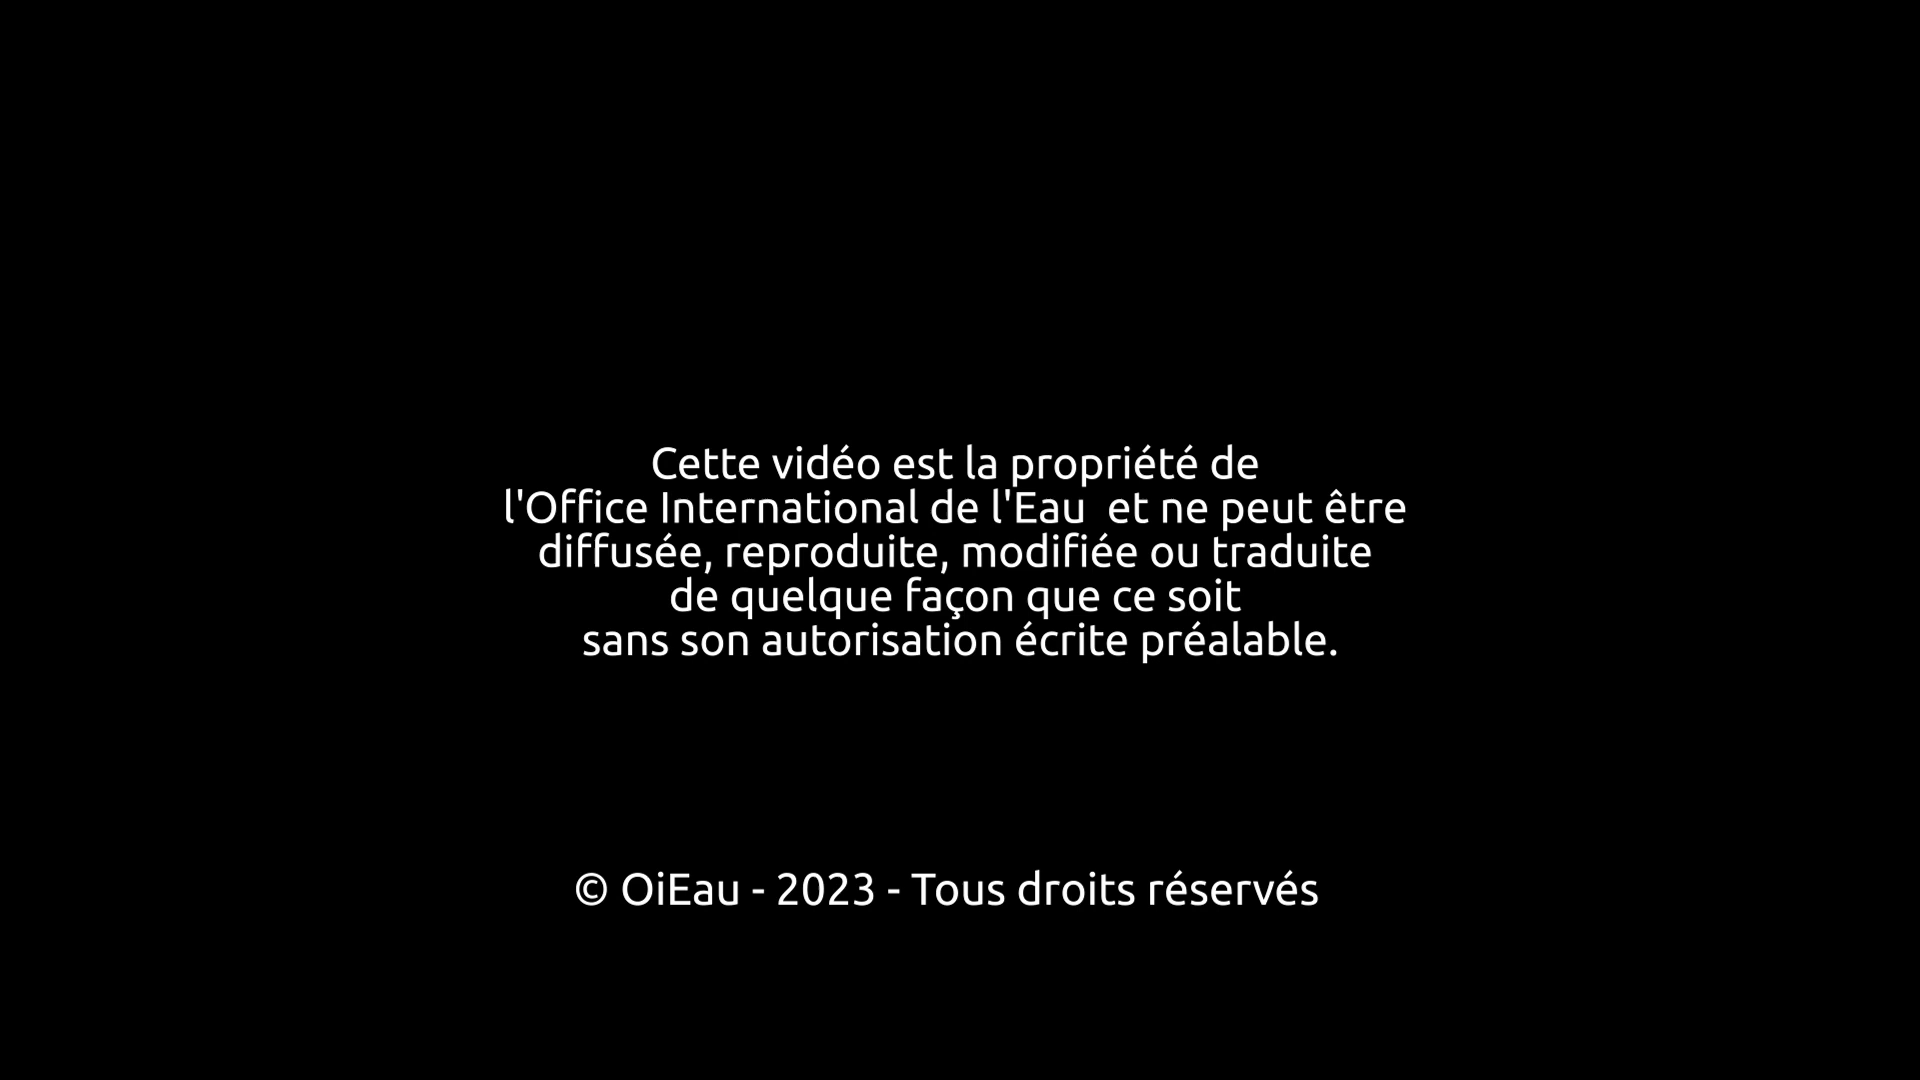 Cette vidéo est la propriété de
l'Office International de l'Eau  et ne peut être
diffusée, reproduite, modifiée ou traduite
de quelque façon que ce soit
sans son autorisation écrite préalable.
© OiEau - 2023 - Tous droits réservés